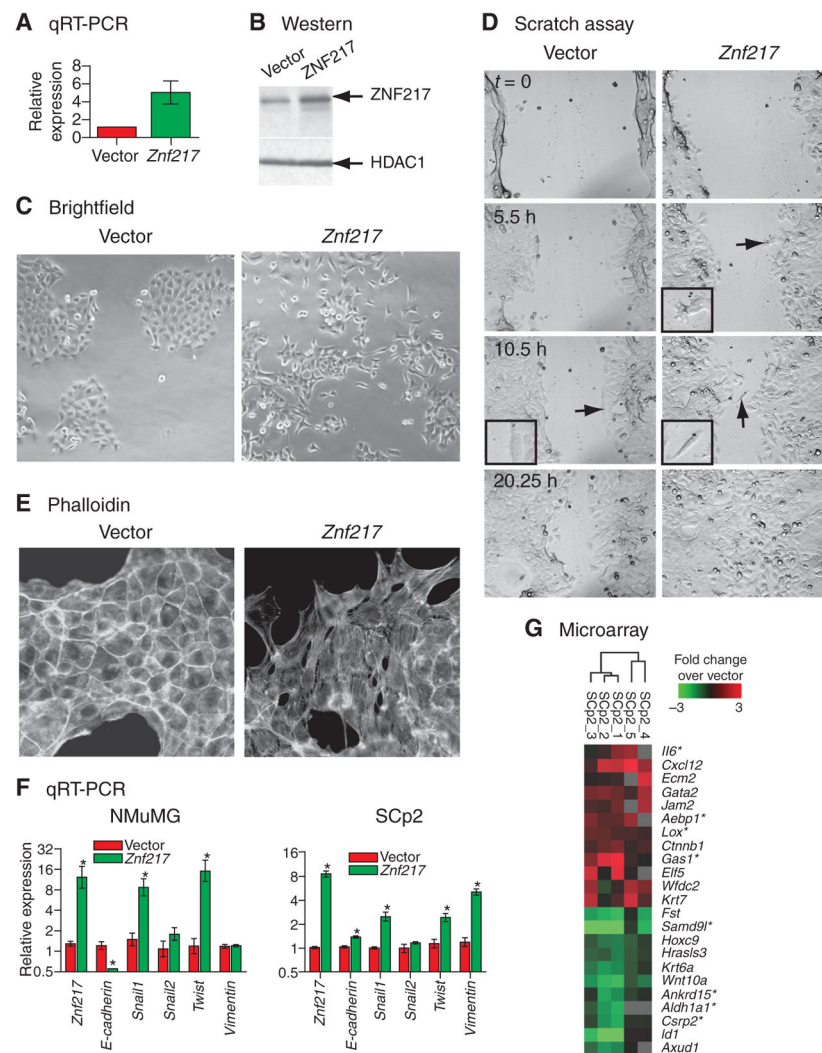 A qRT-PCR
Relative expression
8
6
4
2
0
Vector Znf217
B Western
Vector ZNF217
ZNF217
HDAC1
C Brightfield
Vector Znf217
D Scratch assay
Vector Znf217
t = 0
5.5 h
10.5 h
20.25 h
E Phalloidin
Vector Znf217
F qRT-PCR
NMuMG
Relative expression
32
16
8
4
2
1
0.5
Vector
Znf217
*
*
*
*
Znf217
E-cadherin
Snail1
Snail2
Twist
Vimentin
SCp2
16
8
4
2
1
0.5
Vector
Znf217
*
*
*
*
*
Znf217
E-cadherin
Snail1
Snail2
Twist
Vimentin
G Microarray
Fold change
over vector
–3 3
SCp2_3
SCp2_2
SCp2_1
SCp2_5
SCp2_4
Il6*
Cxcl12
Ecm2
Gata2
Jam2
Aebp1*
Lox*
Ctnnb1
Gas1*
Elf5
Wfdc2
Krt7
Fst
Samd9l*
Hoxc9
Hrasls3
Krt6a
Wnt10a
Ankrd15*
Aldh1a1*
Csrp2*
Id1
Axud1